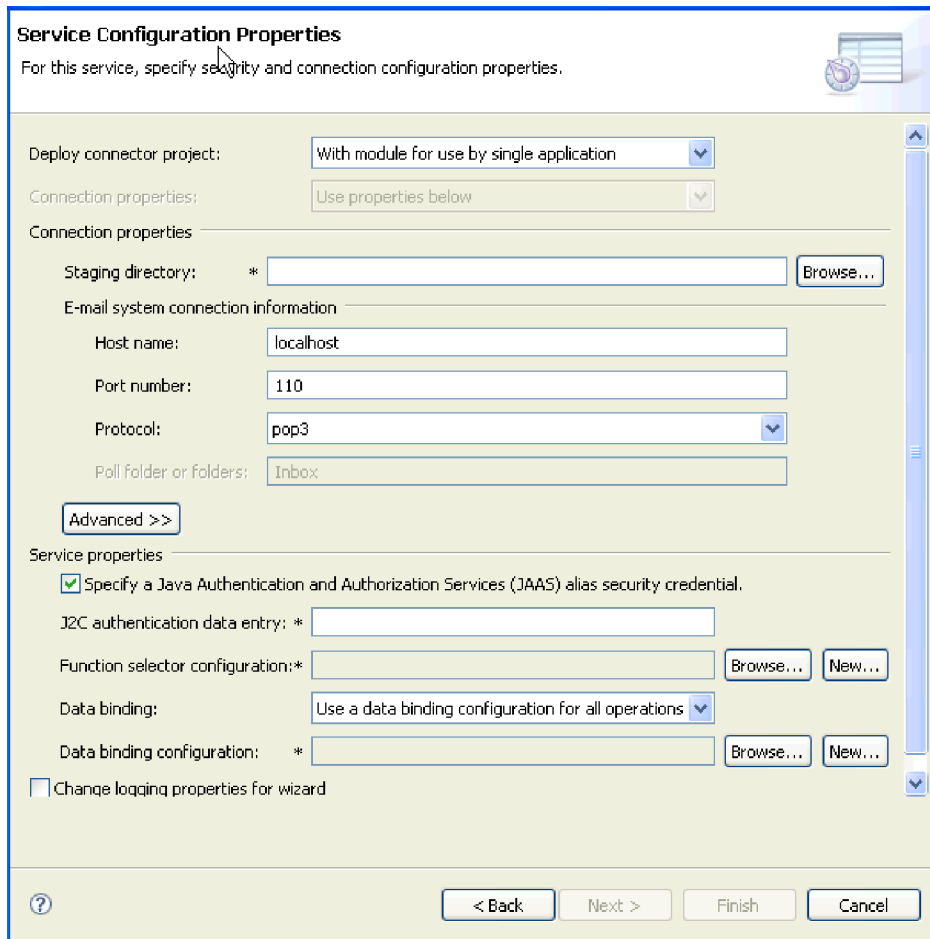 Service Configuration Properties
For this service, specify security and connection configuration properties.
Deploy connector project: With module for use by single application
Connection properties: Use properties below
Connection properties
Staging directory: * Browse...
E-mail system connection information
Host name: localhost
Port number: 110
Protocol: pop3
Poll folder or folders: Inbox
Advanced >>
Service properties
Specify a Java Authentication and Authorization Services (JAAS) alias security credential.
J2C authentication data entry: *
Function selector configuration:* Browse... New...
Data binding: Use a data binding configuration for all operations
Data binding configuration: * Browse... New...
Change logging properties for wizard
? < Back Next > Finish Cancel